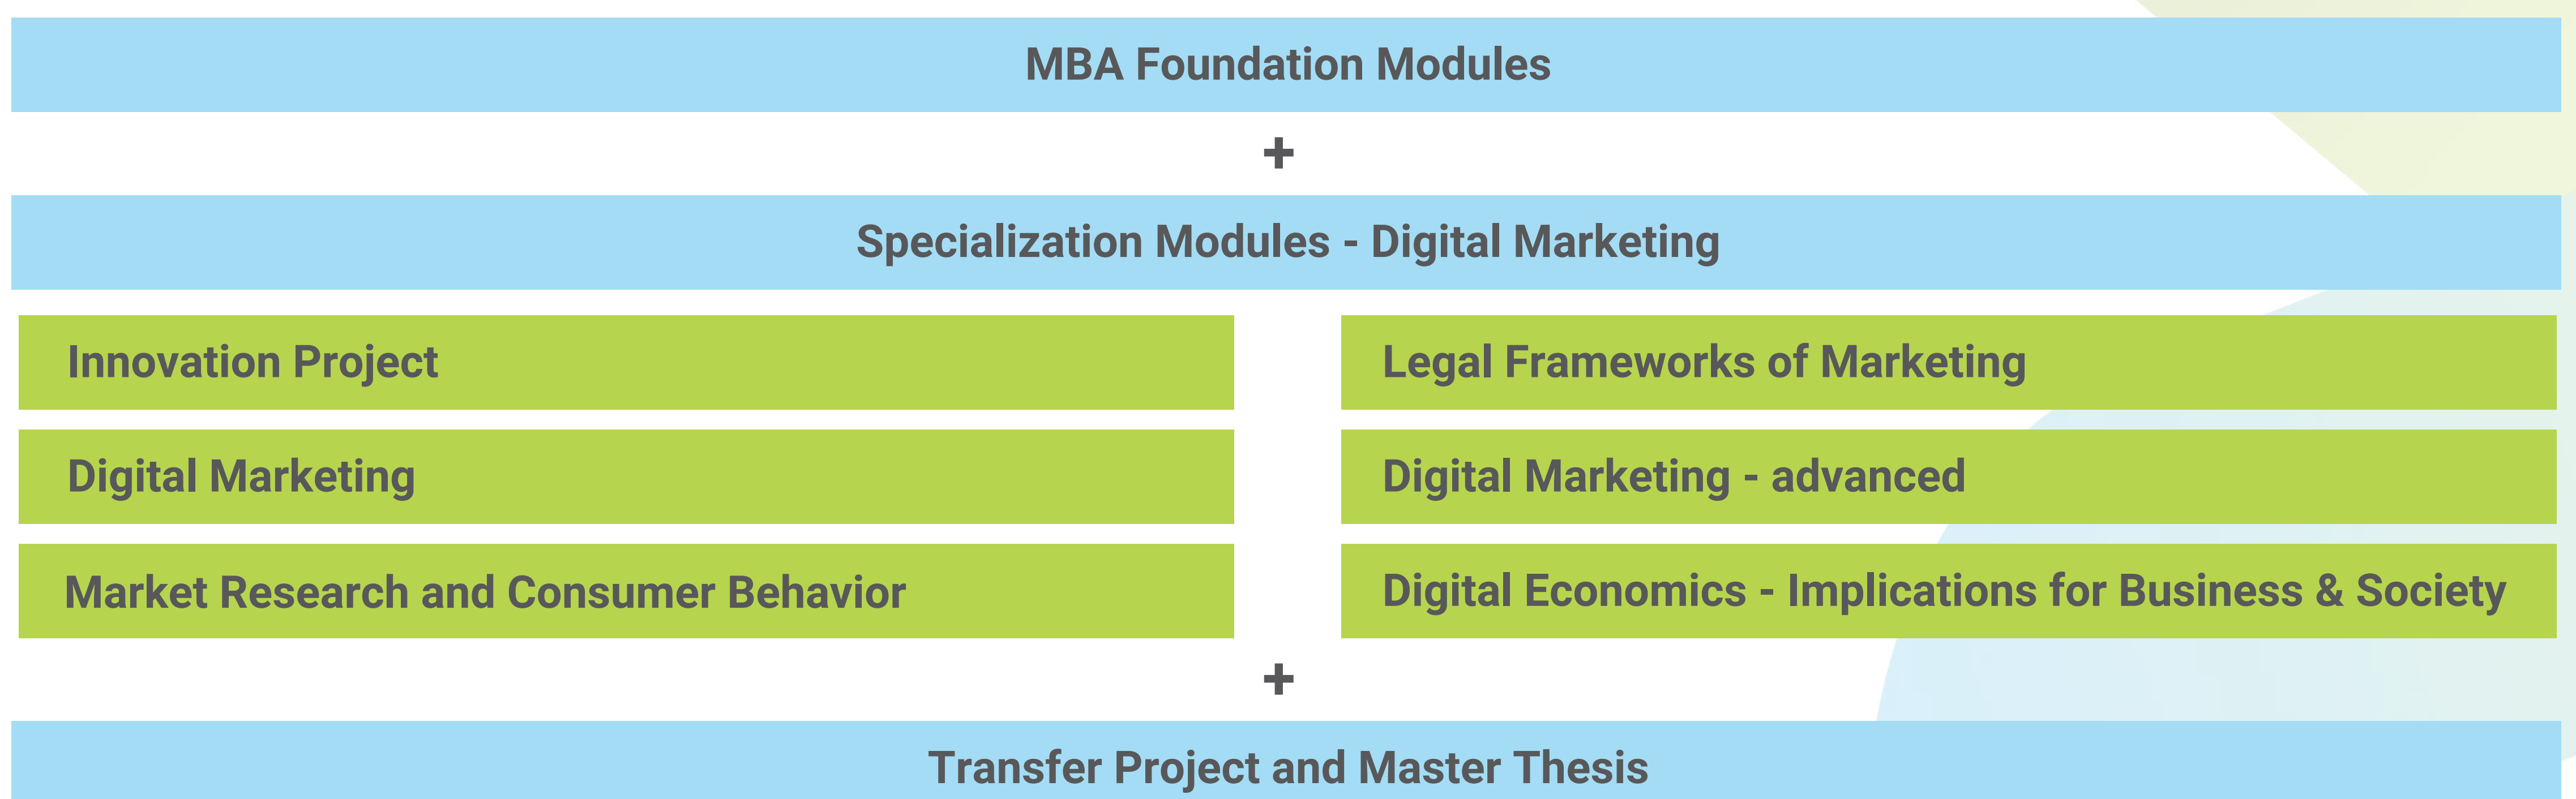 MBA Foundation Modules
+
Specialization Modules - Digital Marketing
Innovation Project
Legal Frameworks of Marketing
Digital Marketing
Digital Marketing - advanced
Market Research and Consumer Behavior
Digital Economics - Implications for Business & Society
+
Transfer Project and Master Thesis